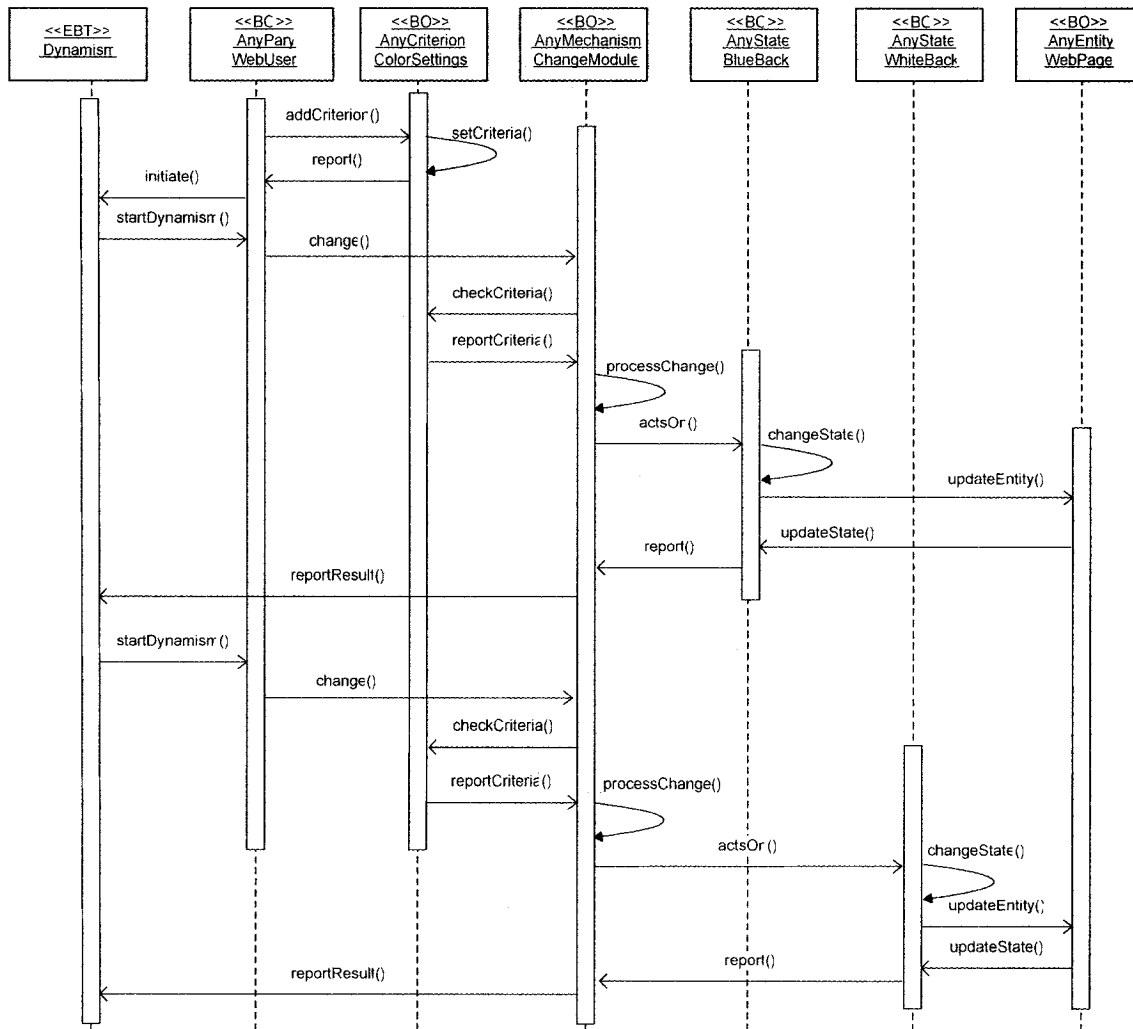 <<EBT>>
Dynamism
<<BC>>
AnyPary
WebUser
<<BO>>
AnyCriterion
ColorSettings
<<BO>>
AnyMechanism
ChangeModule
<<BC>>
AnyState
BlueBack
<<BC>>
AnyState
WhiteBack
<<BO>>
AnyEntity
WebPage
addCriterion()
setCriteria()
report()
initiate()
startDynamism()
change()
checkCriteria()
reportCriteria()
processChange()
actsOn()
changeState()
updateEntity()
updateState()
report()
reportResult()
startDynamism()
change()
checkCriteria()
reportCriteria()
processChange()
actsOn()
changeState()
updateEntity()
updateState()
report()
reportResult()